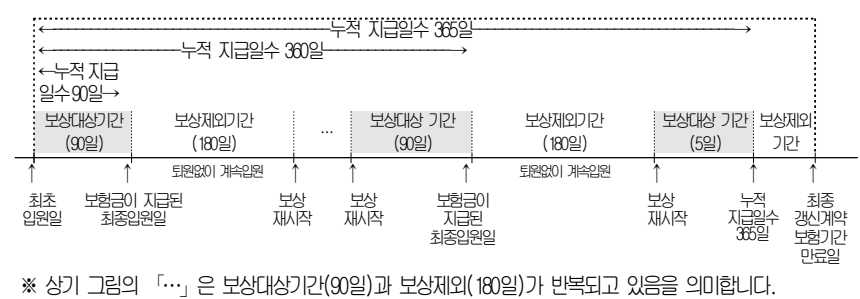 누적 지급일수 365일
누적 지급일수 360일
누적 지급
일수 90일
보상대상기간
(90일)
보상제외기간
(180일)
…
보상대상 기간
(90일)
보상제외기간
(180일)
보상대상 기간
(5일)
보상제외
기간
퇴원없이 계속입원
퇴원없이 계속입원
최초
입원일
보험금이 지급된
최종입원일
보상
재시작
보상
재시작
보험금이
지급된
최종입원일
보상
재시작
누적
지급일수
365일
최종
갱신계약
보험기간
만료일
※ 상기 그림의 「…」은 보상대상기간(90일)과 보상제외(180일)가 반복되고 있음을 의미합니다.